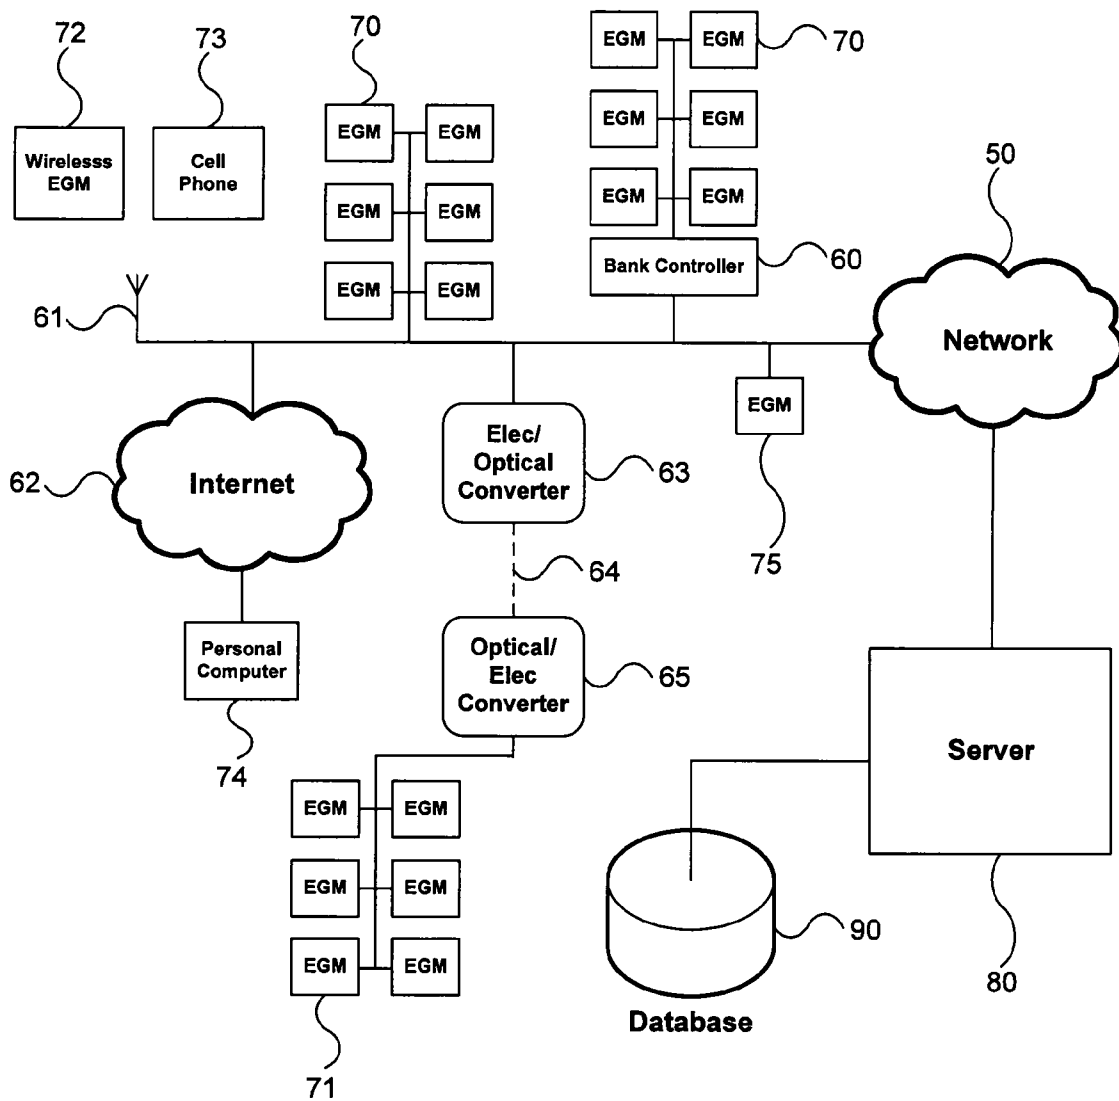 72
73
70
EGM EGM
70
EGM EGM
Wirelesss
EGM
Cell
Phone
EGM EGM
50
EGM EGM
EGM EGM
Bank Controller
60
EGM EGM
61
Network
EGM
Elec/
Optical
Converter
63
Internet
62
75
64
Personal
Computer
Optical/
Elec
Converter
65
74
Server
EGM EGM
EGM EGM
90
EGM EGM
80
Database
71